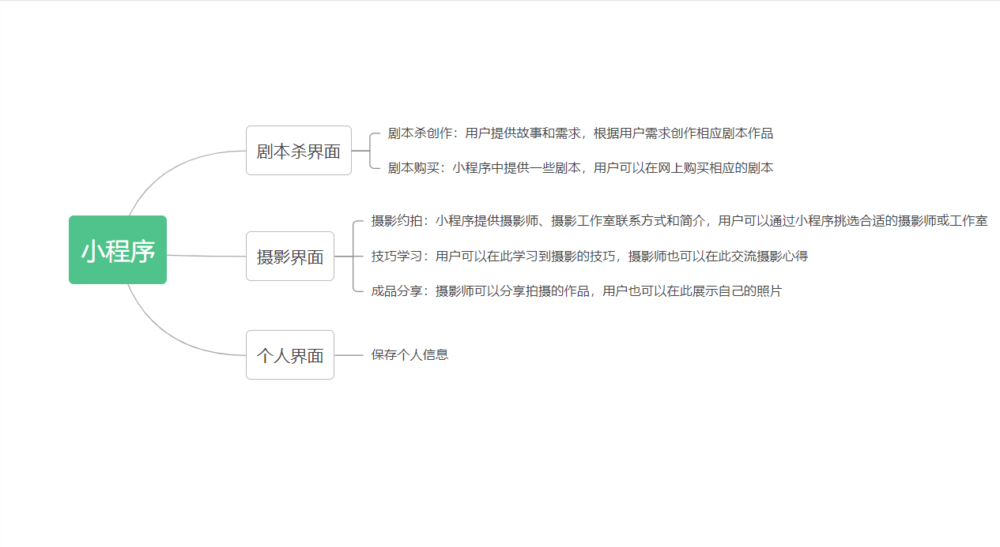 小程序
剧本杀界面
剧本杀创作：用户提供故事和需求，根据用户需求创作相应剧本作品
剧本购买：小程序中提供一些剧本，用户可以在网上购买相应的剧本
摄影界面
摄影约拍：小程序提供摄影师、摄影工作室联系方式和简介，用户可以通过小程序挑选合适的摄影师或工作室
技巧学习：用户可以在此学习到摄影的技巧，摄影师也可以在此交流摄影心得
成品分享：摄影师可以分享拍摄的作品，用户也可以在此展示自己的照片
个人界面
保存个人信息